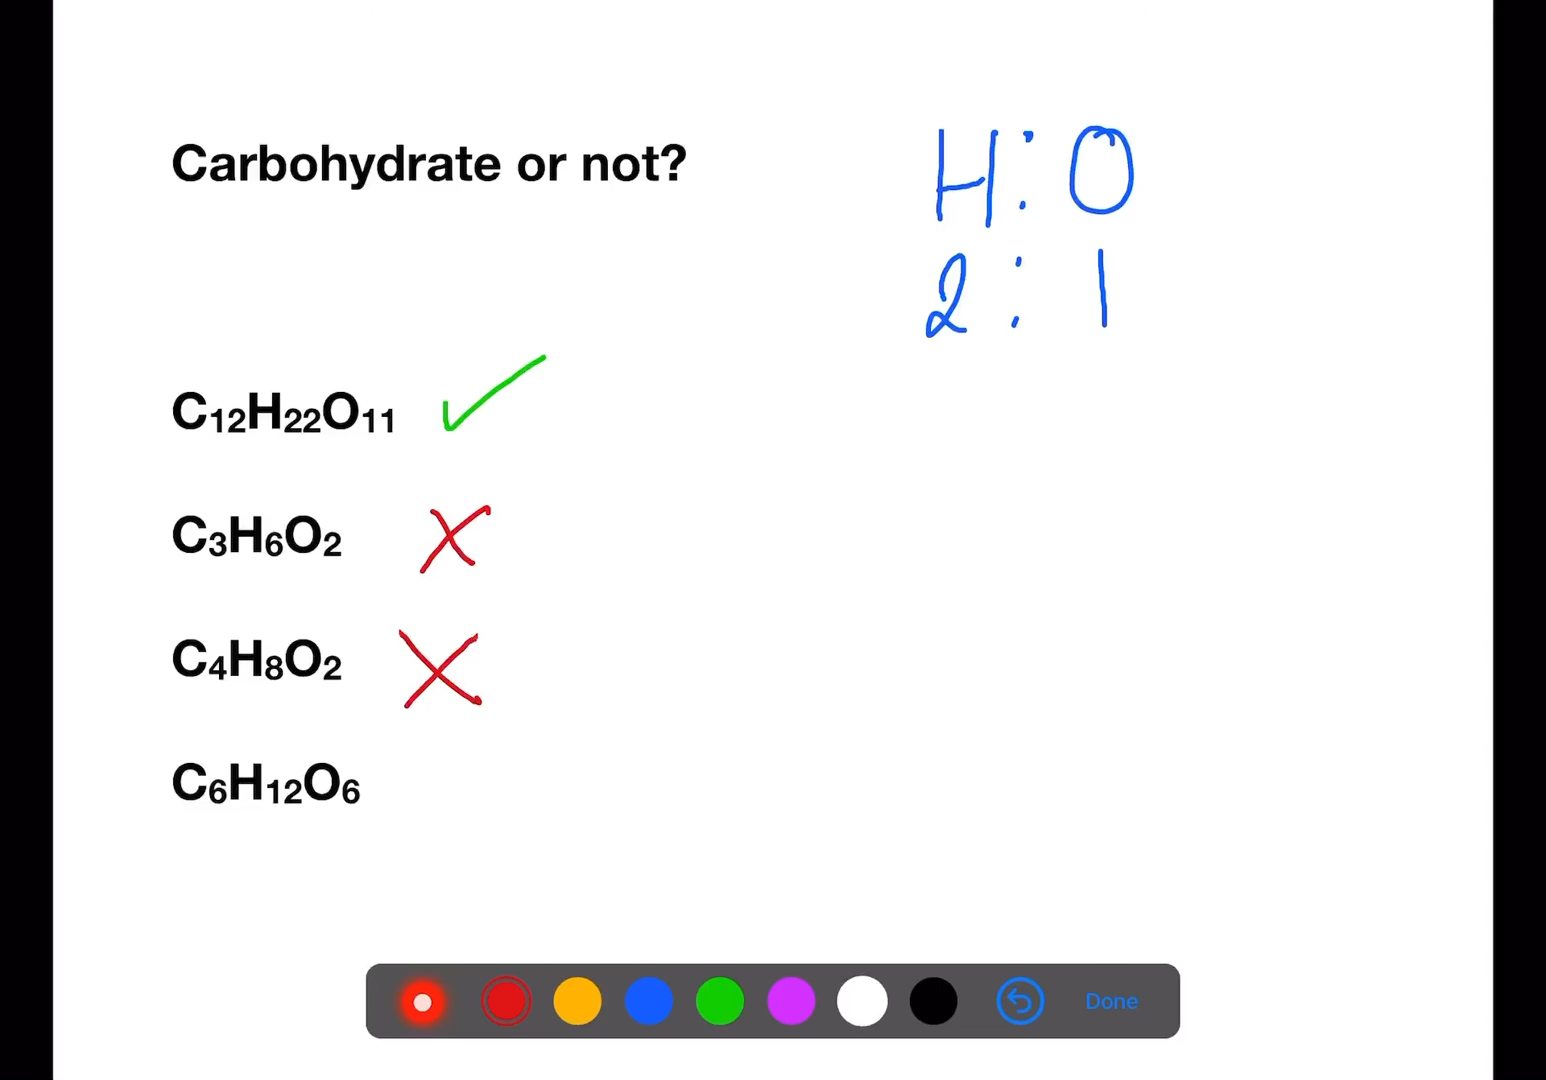 Carbohydrate or not?
H : O
2 : 1
C₁₂H₂₂O₁₁
C₃H₆O₂
C₄H₈O₂
C₆H₁₂O₆
Done